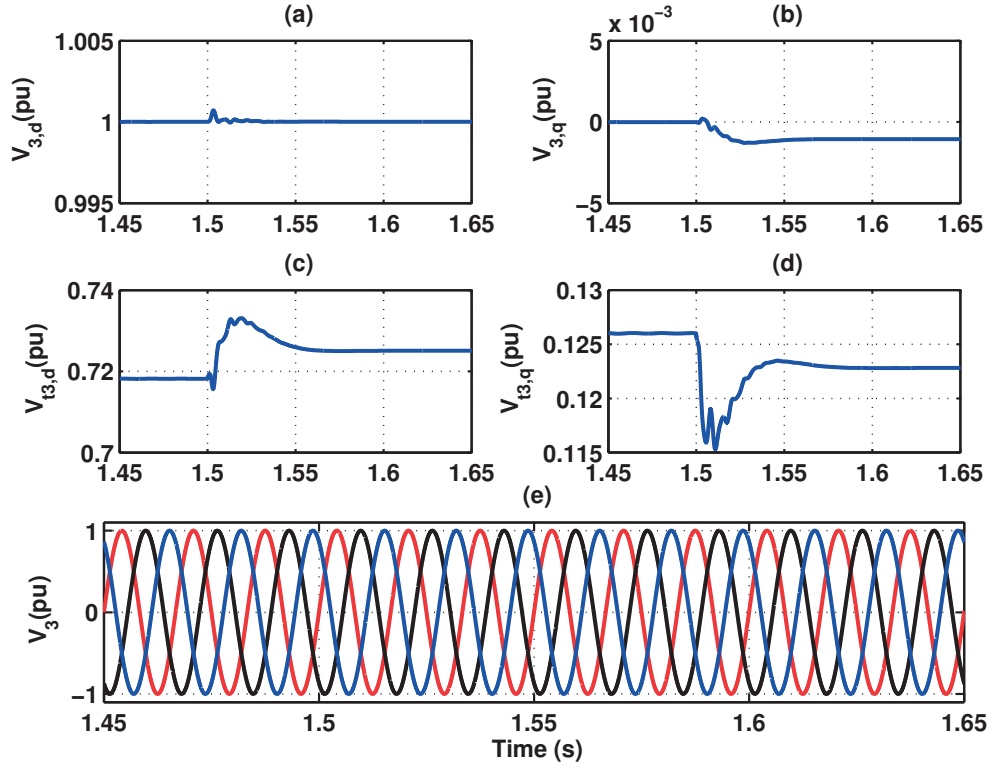 (a)
1.005
1
0.995
V3,d(pu)
1.45 1.5 1.55 1.6 1.65
(b)
x 10−3
5
0
−5
V3,q(pu)
1.45 1.5 1.55 1.6 1.65
(c)
0.74
0.72
0.7
Vt3,d(pu)
1.45 1.5 1.55 1.6 1.65
(d)
0.13
0.125
0.12
0.115
Vt3,q(pu)
1.45 1.5 1.55 1.6 1.65
(e)
1
0
−1
V3(pu)
1.45 1.5 1.55 1.6 1.65
Time (s)